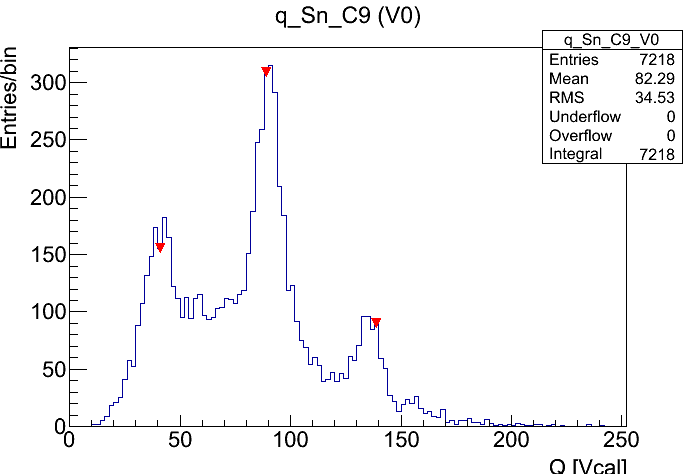 q_Sn_C9 (V0)
q_Sn_C9_V0
Entries 7218
Mean 82.29
RMS 34.53
Underflow 0
Overflow 0
Integral 7218
Entries/bin
300
250
200
150
100
50
0
0 50 100 150 200 250
Q [Vcal]